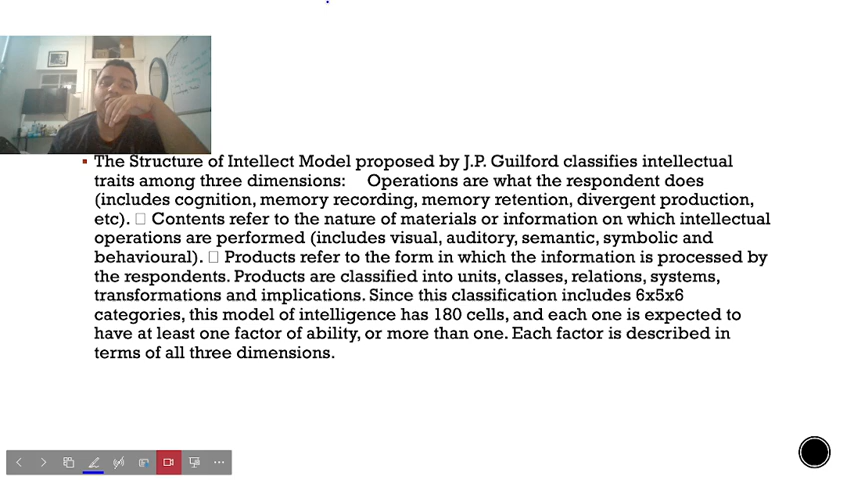 The Structure of Intellect Model proposed by J.P. Guilford classifies intellectual
traits among three dimensions: Operations are what the respondent does
(includes cognition, memory recording, memory retention, divergent production,
etc). □ Contents refer to the nature of materials or information on which intellectual
operations are performed (includes visual, auditory, semantic, symbolic and
behavioural). □ Products refer to the form in which the information is processed by
the respondents. Products are classified into units, classes, relations, systems,
transformations and implications. Since this classification includes 6x5x6
categories, this model of intelligence has 180 cells, and each one is expected to
have at least one factor of ability, or more than one. Each factor is described in
terms of all three dimensions.